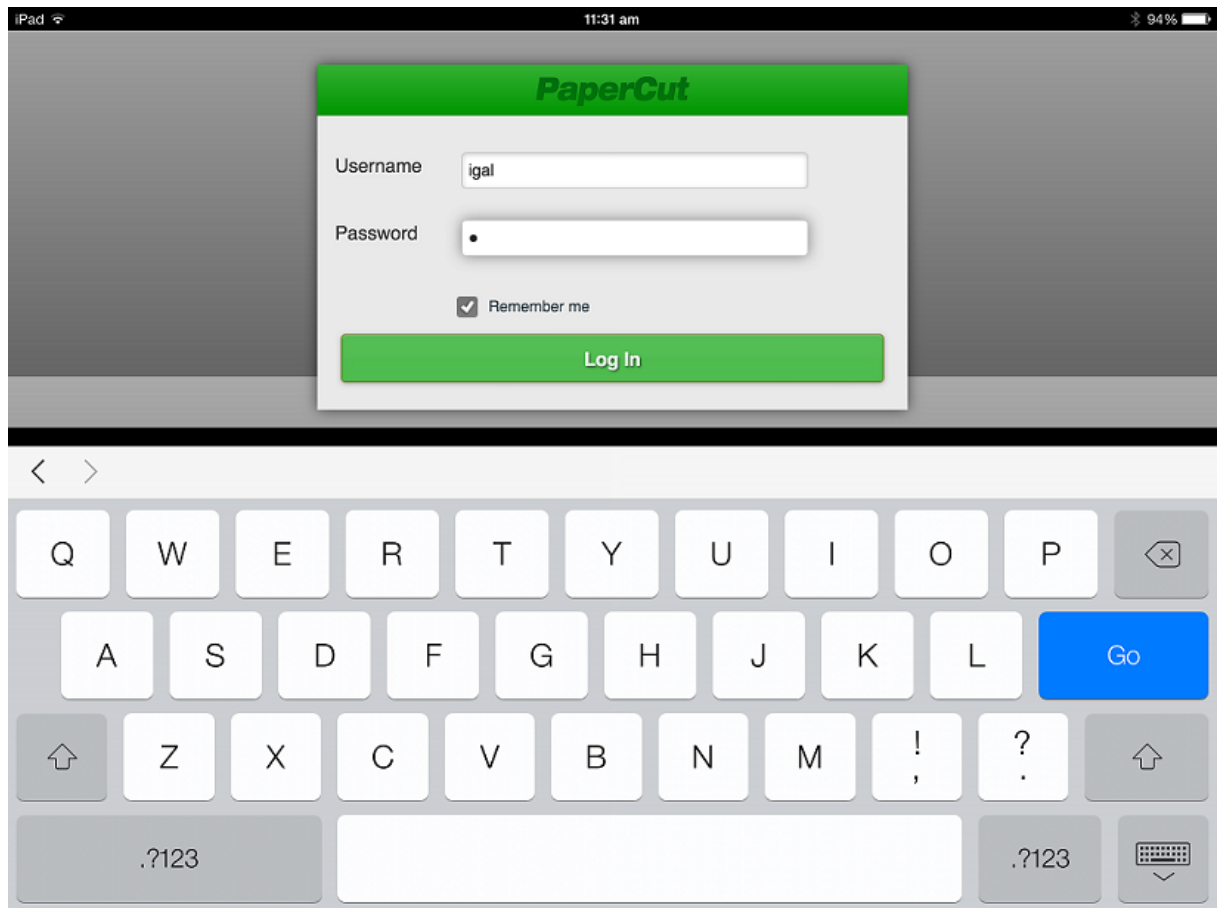 iPad 11:31 am 94%
PaperCut
Username igal
Password •
Remember me
Log In
Q W E R T Y U I O P
A S D F G H J K L Go
Z X C V B N M ! , ? .
.?123 .?123